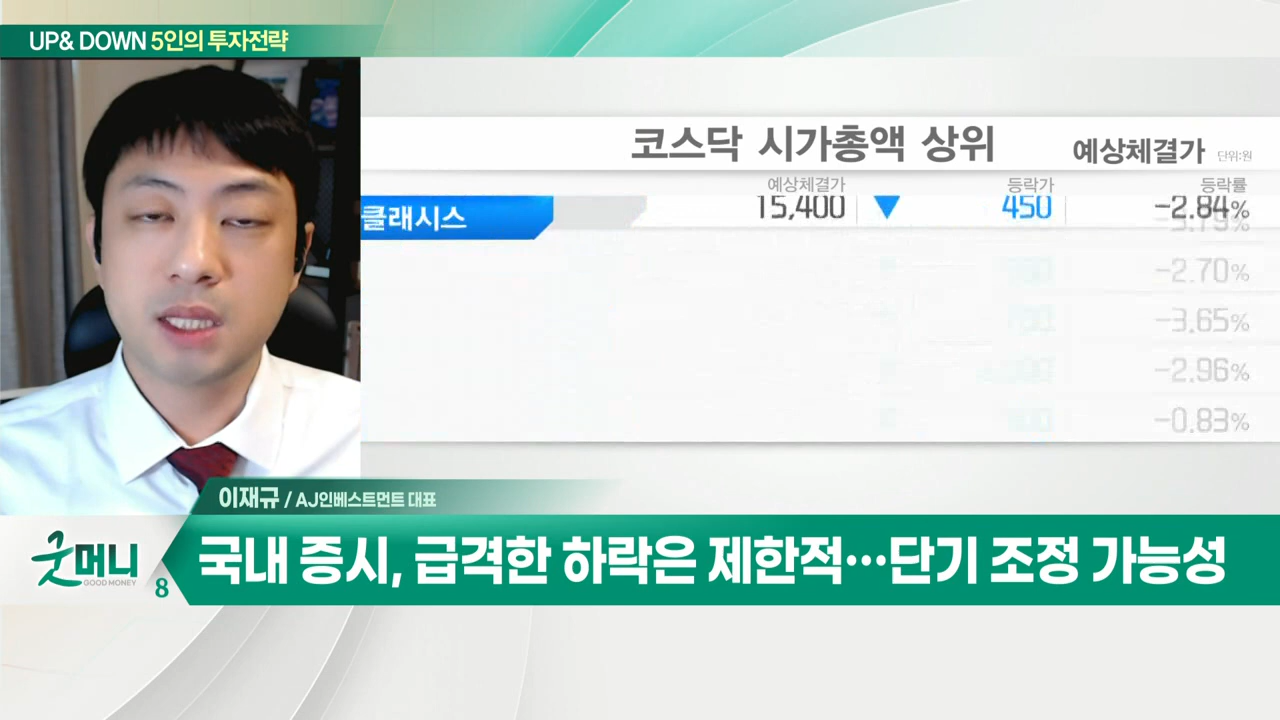 UP& DOWN 5인의 투자전략
코스닥 시가총액 상위
예상체결가 단위:원
예상체결가 등락가 등락률
클래시스 15,400 ▼ 450 -2.84%
-2.70%
-3.65%
-2.96%
-0.83%
이재규 / AJ인베스트먼트 대표
굿머니
GOOD MONEY
8
국내 증시, 급격한 하락은 제한적…단기 조정 가능성